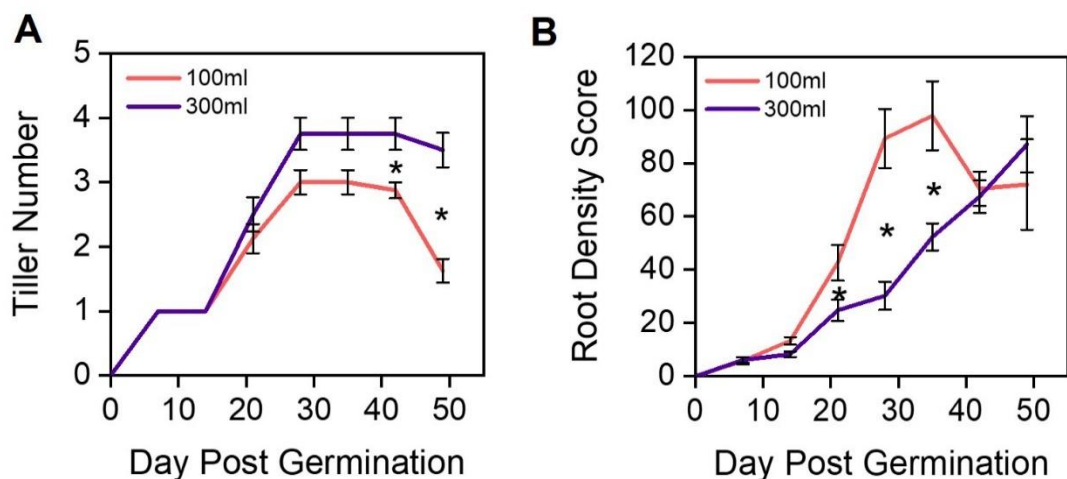 A
Tiller Number
5
4
3
2
1
0
100ml
300ml
*
*
0 10 20 30 40 50
Day Post Germination
B
Root Density Score
120
100
80
60
40
20
0
100ml
300ml
*
*
*
0 10 20 30 40 50
Day Post Germination